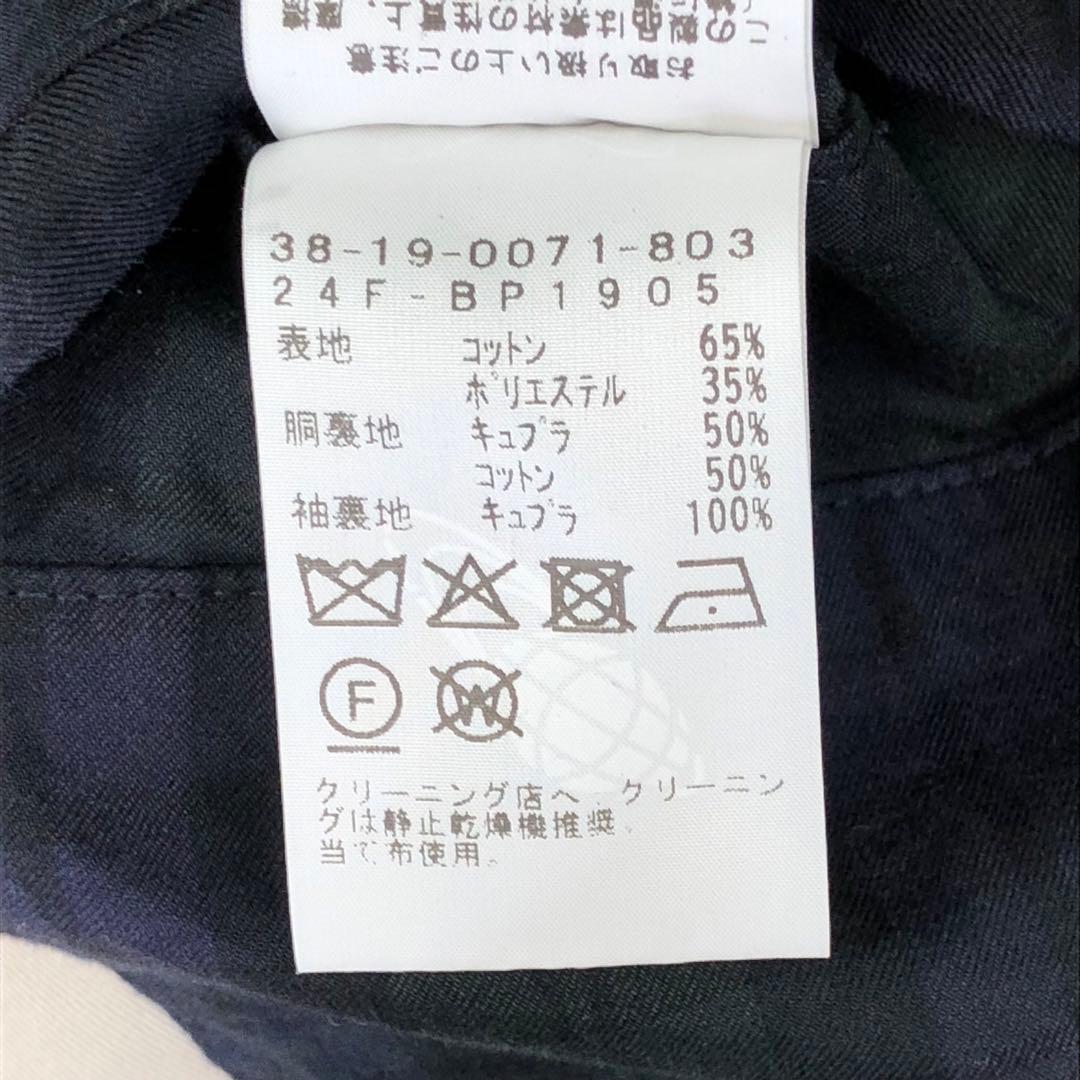 この製品は素材の性質上、摩擦
お取り扱い上のご注意
38-19-0071-803
24F-BP1905
表地 コットン 65%
ポリエステル 35%
胴裏地 キュプラ 50%
コットン 50%
袖裏地 キュプラ 100%
F W
クリーニング店へ、クリーニン
グは静止乾燥機推奨。
当て布使用。